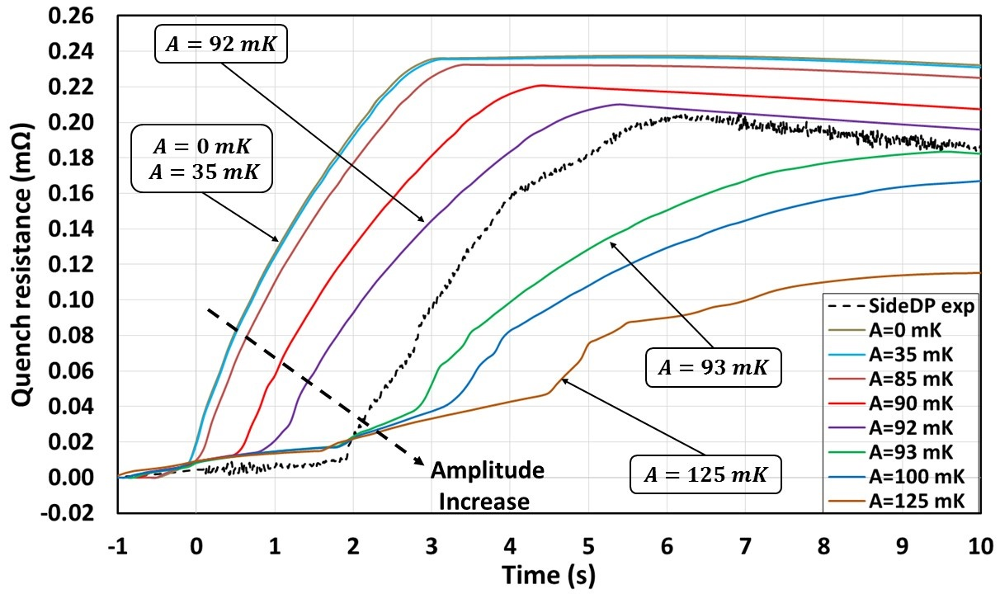 Quench resistance (mΩ)
0.26
0.24
0.22
0.20
0.18
0.16
0.14
0.12
0.10
0.08
0.06
0.04
0.02
0.00
-0.02
A = 92 mK
A = 0 mK
A = 35 mK
A = 93 mK
A = 125 mK
Amplitude
Increase
SideDP exp
A=0 mK
A=35 mK
A=85 mK
A=90 mK
A=92 mK
A=93 mK
A=100 mK
A=125 mK
-1 0 1 2 3 4 5 6 7 8 9 10
Time (s)